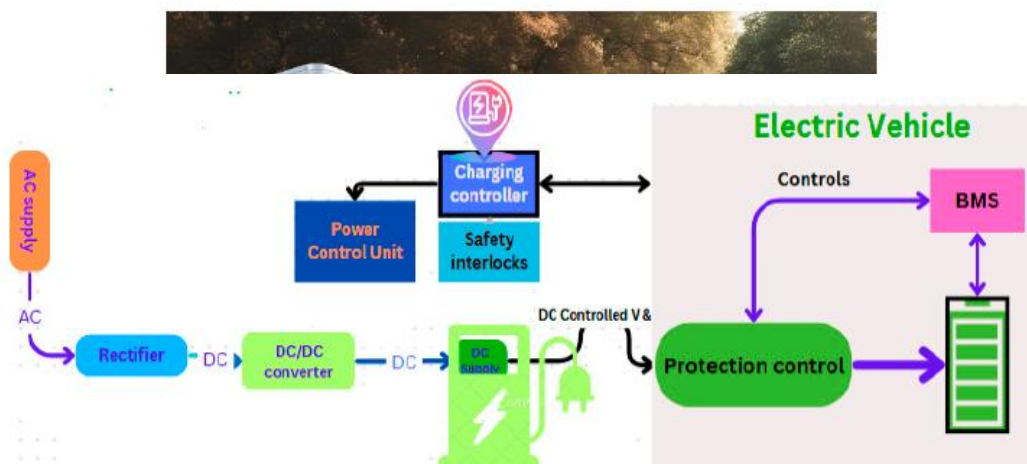 Electric Vehicle
AC supply
Charging
controller
Controls
BMS
Power
Control Unit
Safety
interlocks
AC
Rectifier
DC
DC/DC
converter
DC
DC
Supply
DC Controlled V &
Protection control